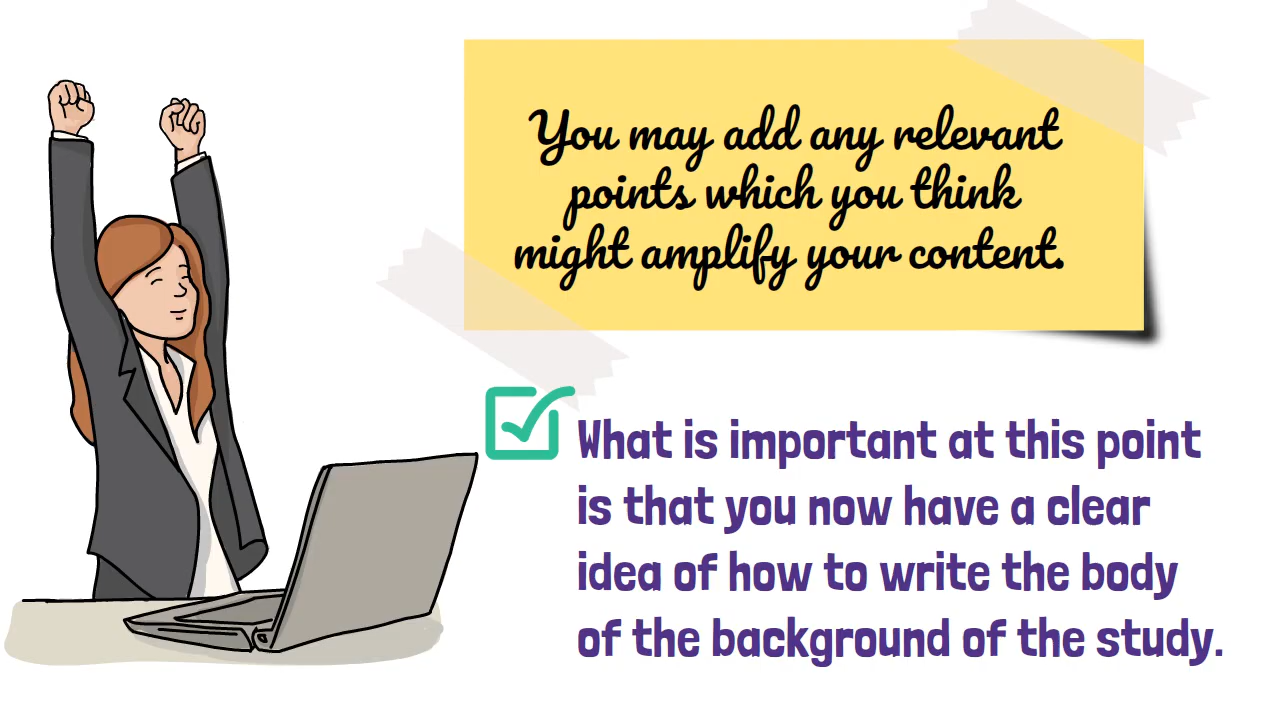 You may add any relevant
points which you think
might amplify your content.
What is important at this point
is that you now have a clear
idea of how to write the body
of the background of the study.